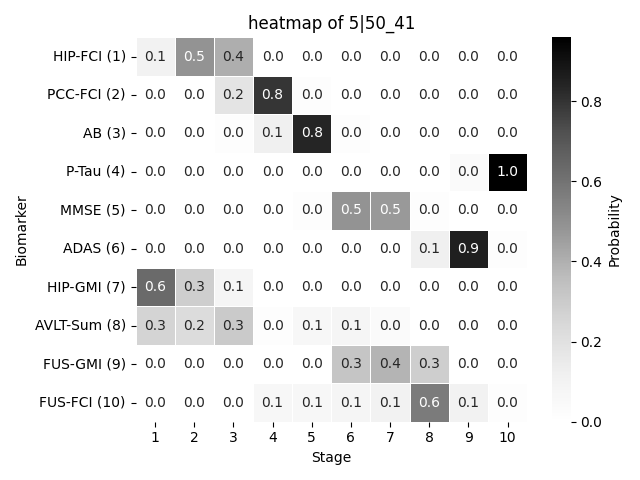 heatmap of 5|50_41
HIP-FCI (1) 0.1 0.5 0.4 0.0 0.0 0.0 0.0 0.0 0.0 0.0
PCC-FCI (2) 0.0 0.0 0.2 0.8 0.0 0.0 0.0 0.0 0.0 0.0
AB (3) 0.0 0.0 0.0 0.1 0.8 0.0 0.0 0.0 0.0 0.0
P-Tau (4) 0.0 0.0 0.0 0.0 0.0 0.0 0.0 0.0 0.0 1.0
MMSE (5) 0.0 0.0 0.0 0.0 0.0 0.5 0.5 0.0 0.0 0.0
ADAS (6) 0.0 0.0 0.0 0.0 0.0 0.0 0.0 0.1 0.9 0.0
HIP-GMI (7) 0.6 0.3 0.1 0.0 0.0 0.0 0.0 0.0 0.0 0.0
AVLT-Sum (8) 0.3 0.2 0.3 0.0 0.1 0.1 0.0 0.0 0.0 0.0
FUS-GMI (9) 0.0 0.0 0.0 0.0 0.0 0.3 0.4 0.3 0.0 0.0
FUS-FCI (10) 0.0 0.0 0.0 0.1 0.1 0.1 0.1 0.6 0.1 0.0
1 2 3 4 5 6 7 8 9 10
Stage
Biomarker
0.8
0.6
0.4
0.2
0.0
Probability